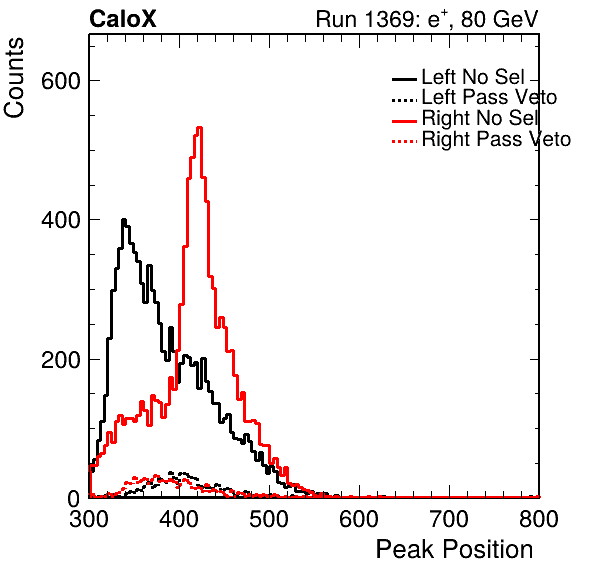 CaloX Run 1369: e⁺, 80 GeV
Counts
600
400
200
0
Left No Sel
Left Pass Veto
Right No Sel
Right Pass Veto
300 400 500 600 700 800
Peak Position